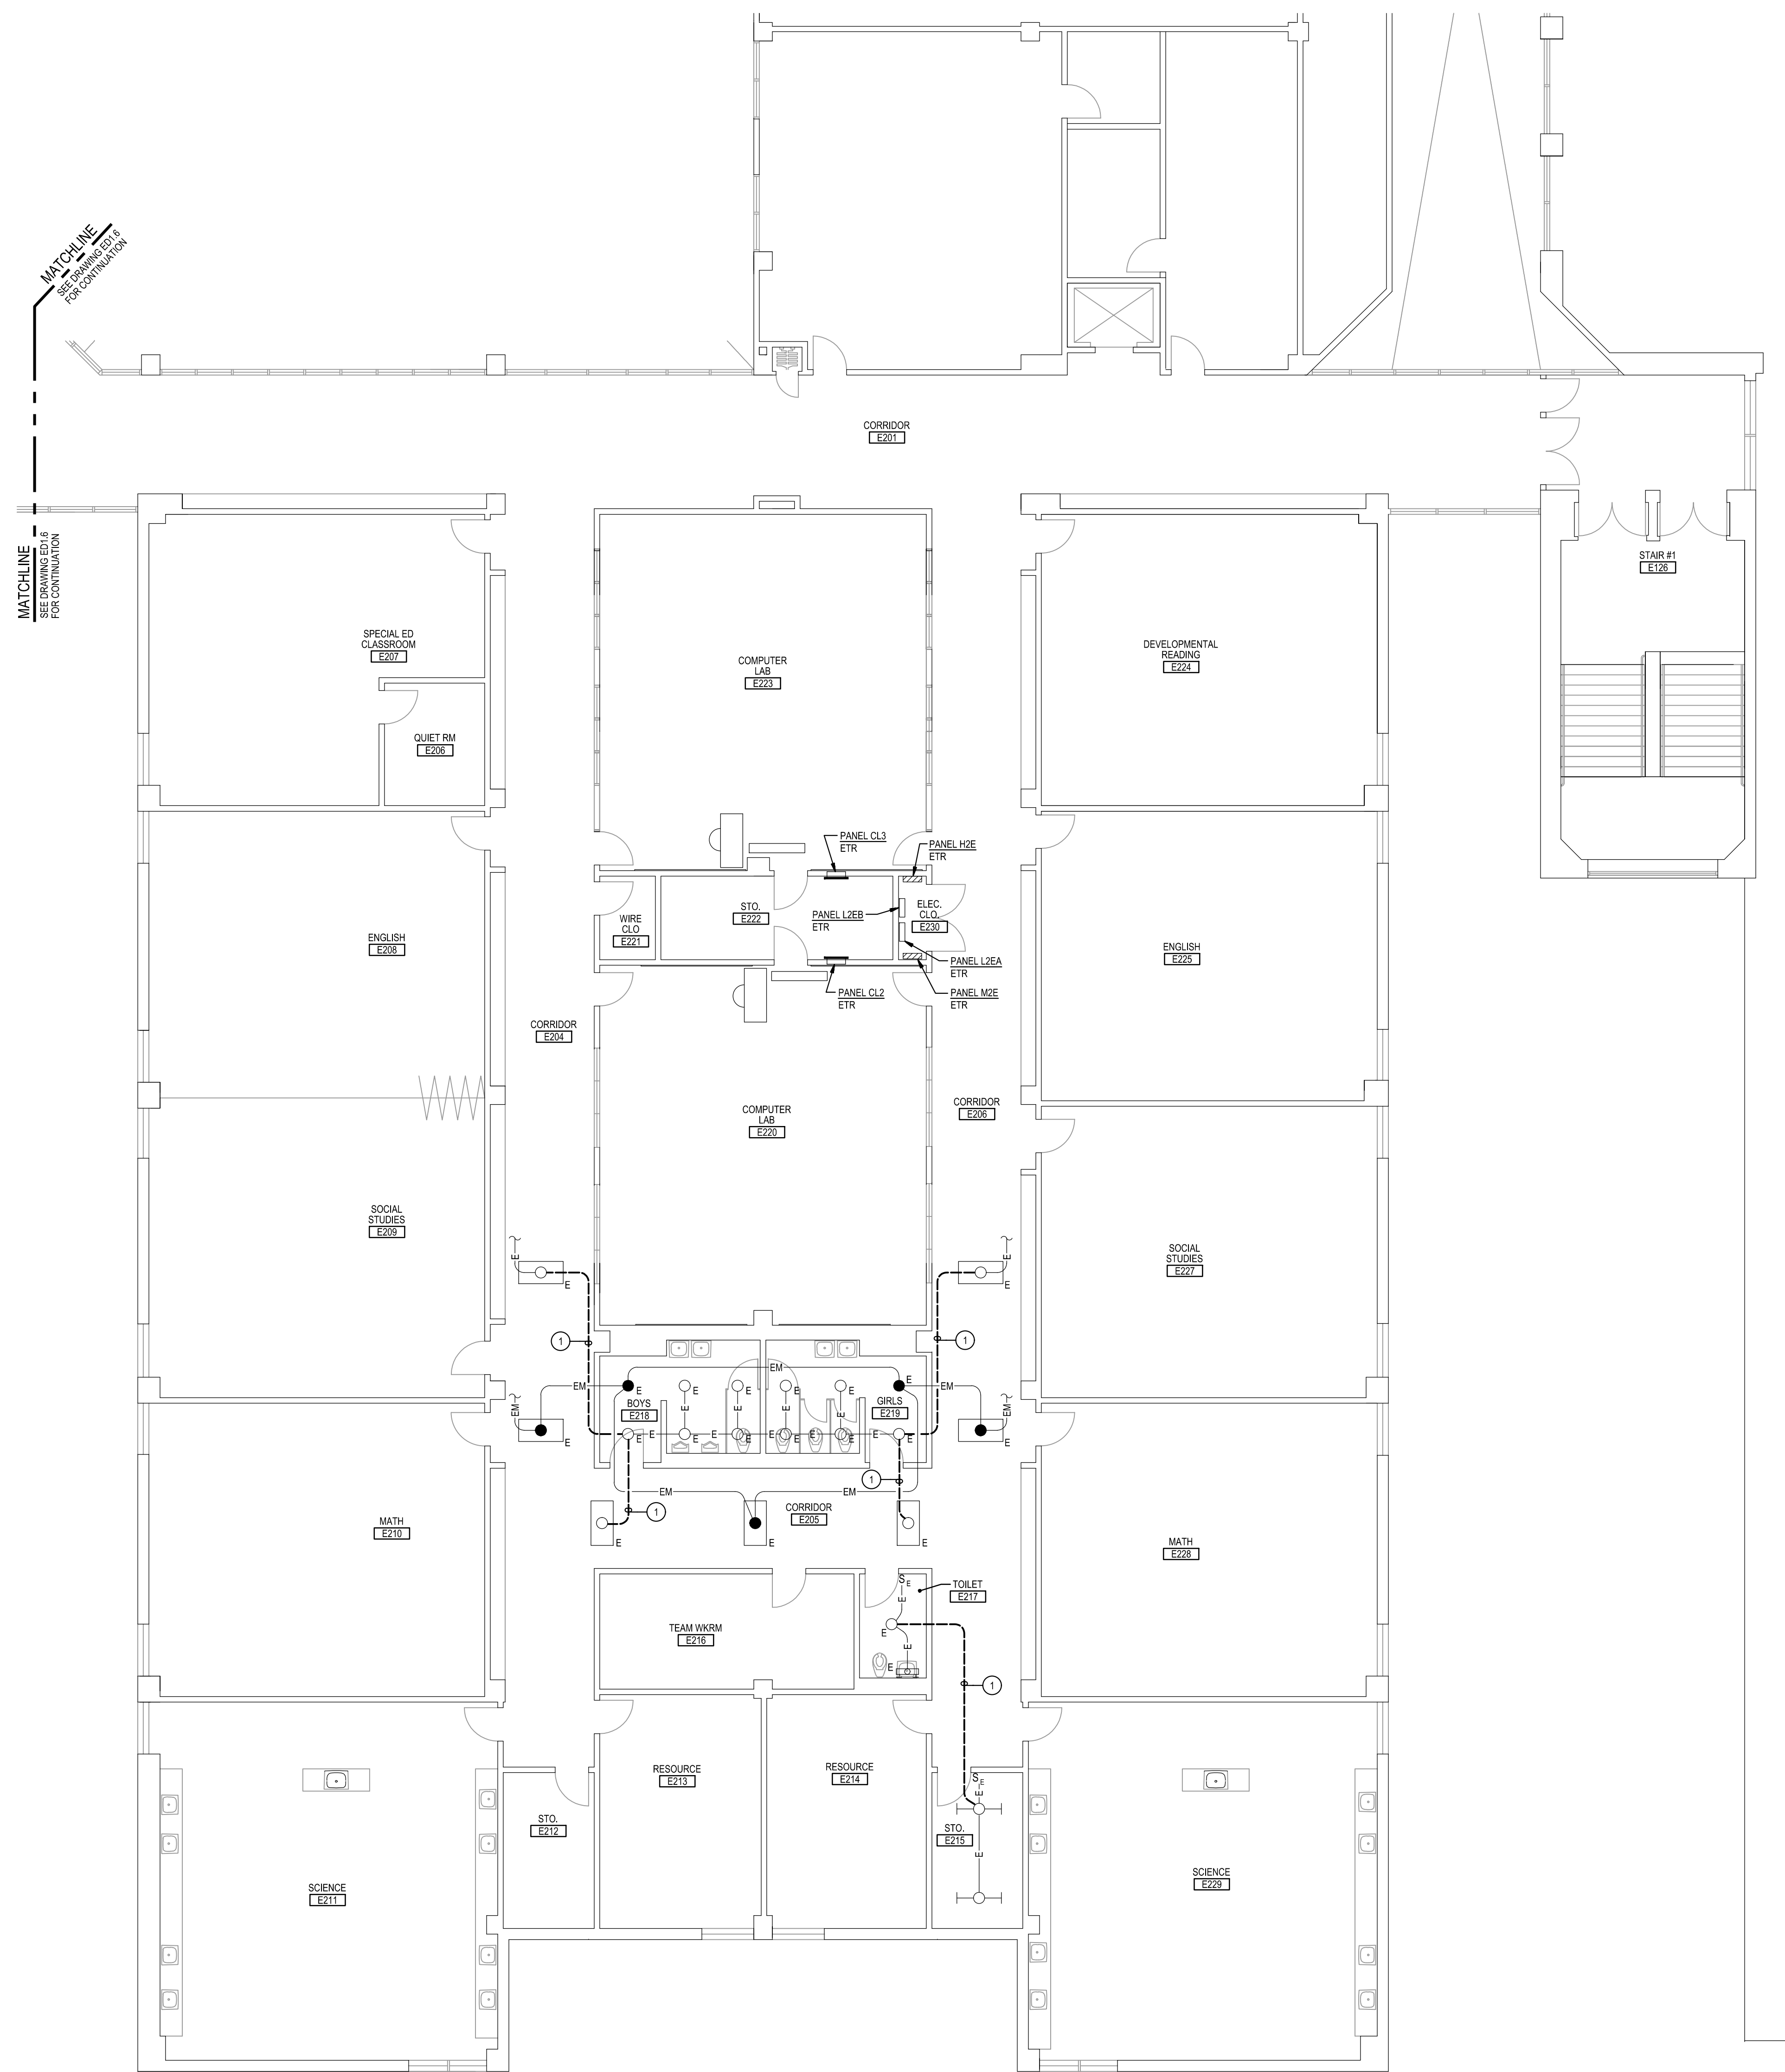 MATCHLINE
SEE DRAWING ED1.6
FOR CONTINUATION
CORRIDOR
E201
MATCHLINE
SEE DRAWING ED1.6
FOR CONTINUATION
STAIR #1
E126
SPECIAL ED
CLASSROOM
E207
COMPUTER
LAB
E223
DEVELOPMENTAL
READING
E224
QUIET RM
E206
PANEL CL3
ETR
PANEL H2E
ETR
STO.
E222
PANEL L2EB
ETR
ELEC.
CLO.
E230
WIRE
CLO
E221
ENGLISH
E208
ENGLISH
E225
PANEL L2EA
ETR
PANEL CL2
ETR
PANEL M2E
ETR
CORRIDOR
E204
COMPUTER
LAB
E220
CORRIDOR
E206
SOCIAL
STUDIES
E209
SOCIAL
STUDIES
E227
E
E
E
E
1
1
EM
EM
EM
E
E
E
E
E
E
EM
EM
E
E
E
E
BOYS
E218
GIRLS
E219
E
E
E
E
E
E
E
E
E
E
E
E
E
1
1
EM
EM
CORRIDOR
E205
E
E
E
MATH
E210
MATH
E228
S E
E
TOILET
E217
TEAM WKRM
E216
E
E
E
1
RESOURCE
E213
RESOURCE
E214
S E
E
STO.
E212
STO.
E215
E
SCIENCE
E211
SCIENCE
E229